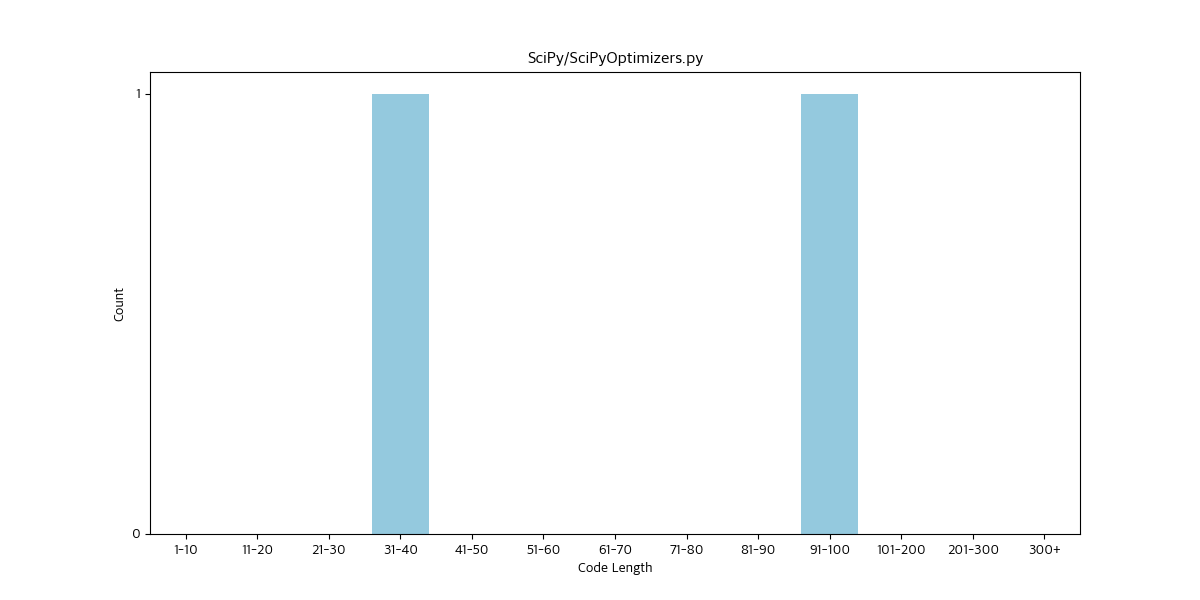 SciPy/SciPyOptimizers.py
1
Count
0
1-10 11-20 21-30 31-40 41-50 51-60 61-70 71-80 81-90 91-100 101-200 201-300 300+
Code Length